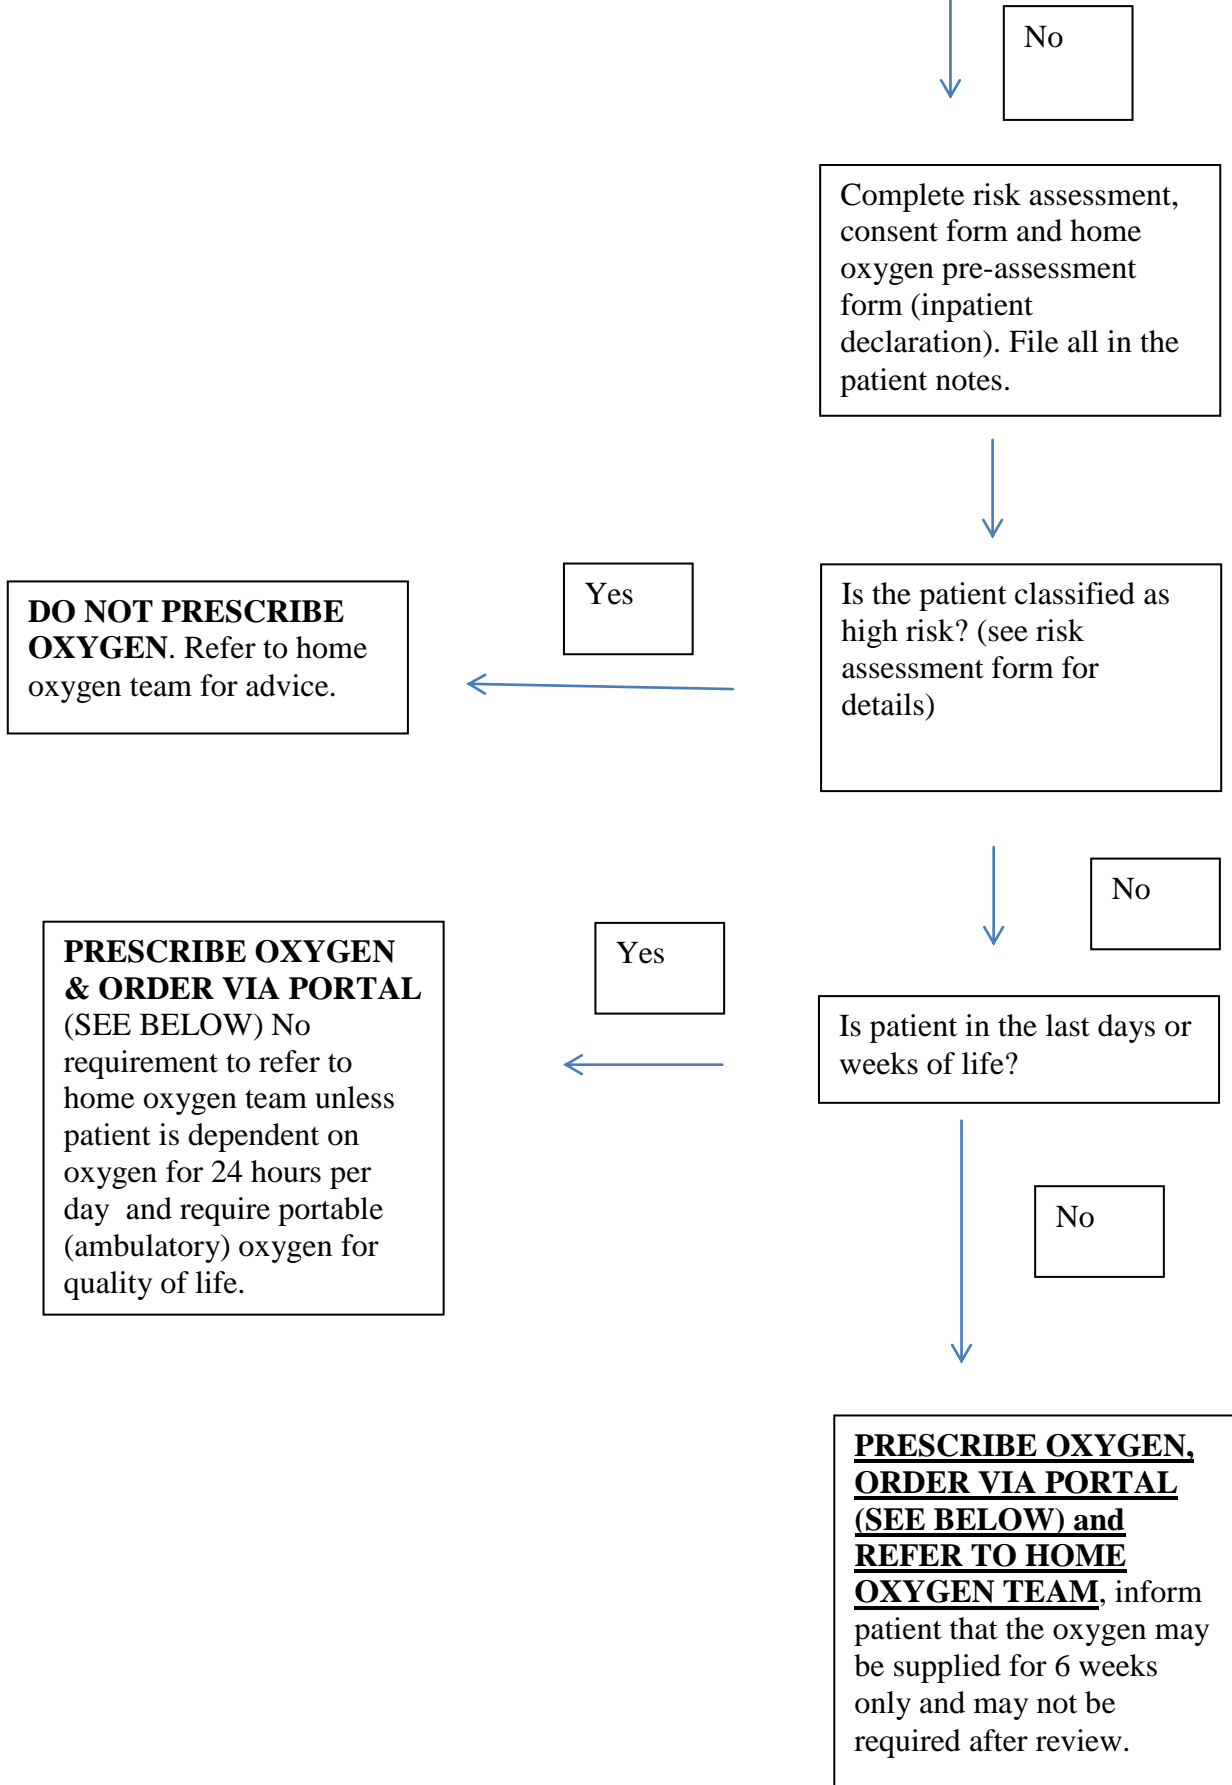 No
Complete risk assessment,
consent form and home
oxygen pre-assessment
form (inpatient
declaration). File all in the
patient notes.
Yes
Is the patient classified as
high risk? (see risk
assessment form for
details)
DO NOT PRESCRIBE
OXYGEN. Refer to home
oxygen team for advice.
No
Is patient in the last days or
weeks of life?
Yes
PRESCRIBE OXYGEN
& ORDER VIA PORTAL
(SEE BELOW) No
requirement to refer to
home oxygen team unless
patient is dependent on
oxygen for 24 hours per
day and require portable
(ambulatory) oxygen for
quality of life.
No
PRESCRIBE OXYGEN,
ORDER VIA PORTAL
(SEE BELOW) and
REFER TO HOME
OXYGEN TEAM, inform
patient that the oxygen may
be supplied for 6 weeks
only and may not be
required after review.